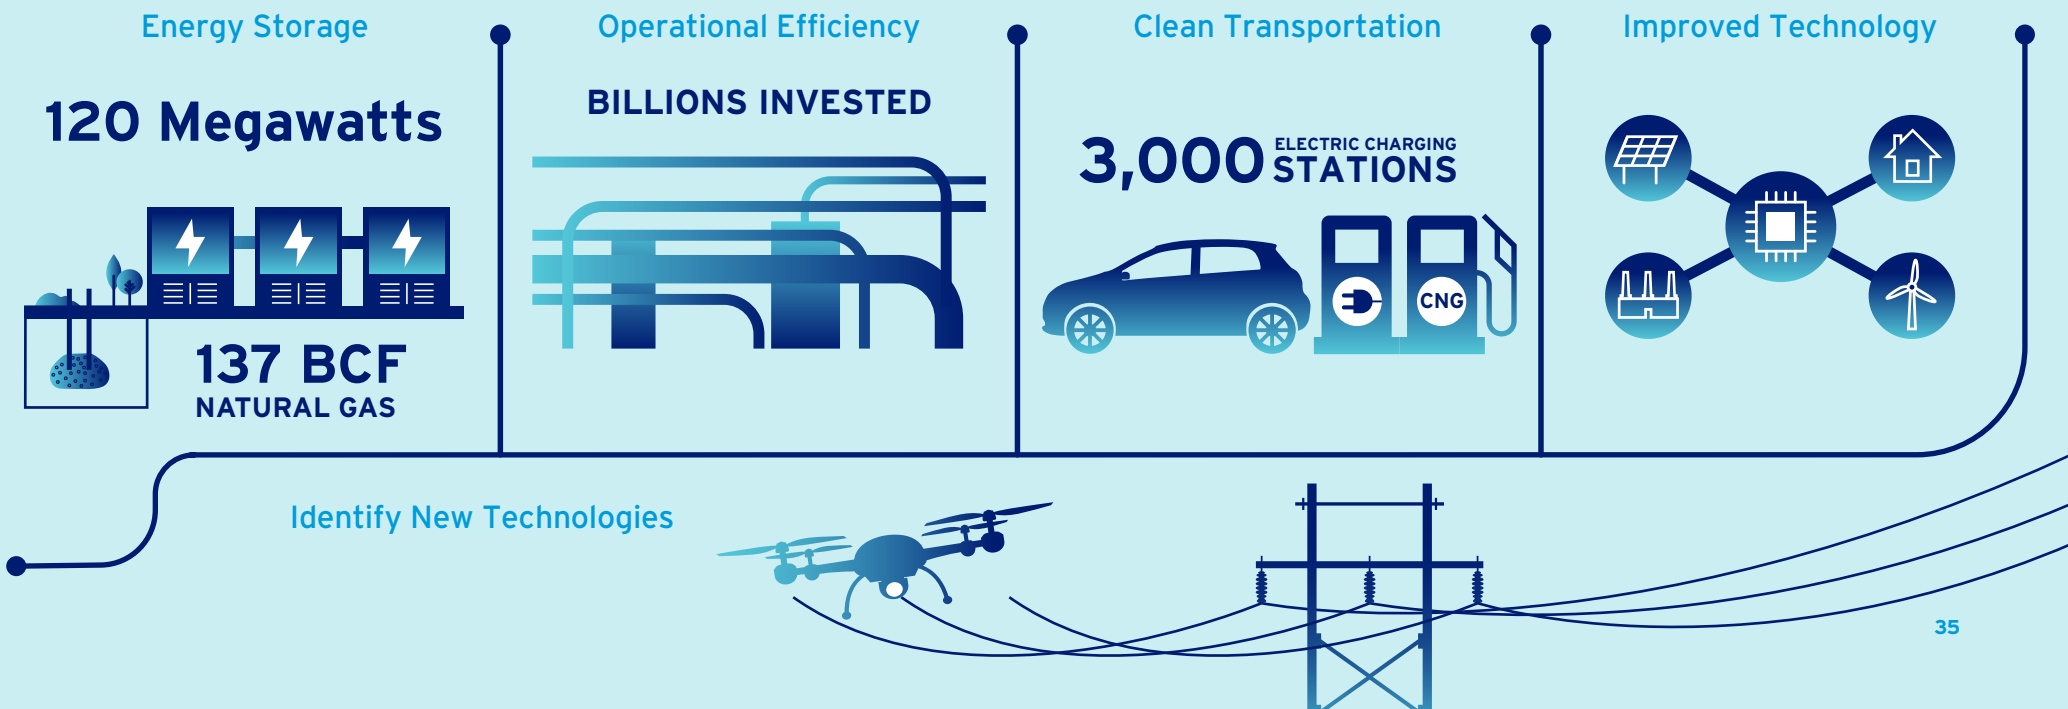 Energy Storage
120 Megawatts
137 BCF
NATURAL GAS
Operational Efficiency
BILLIONS INVESTED
Clean Transportation
3,000 ELECTRIC CHARGING
STATIONS
CNG
Improved Technology
Identify New Technologies
35